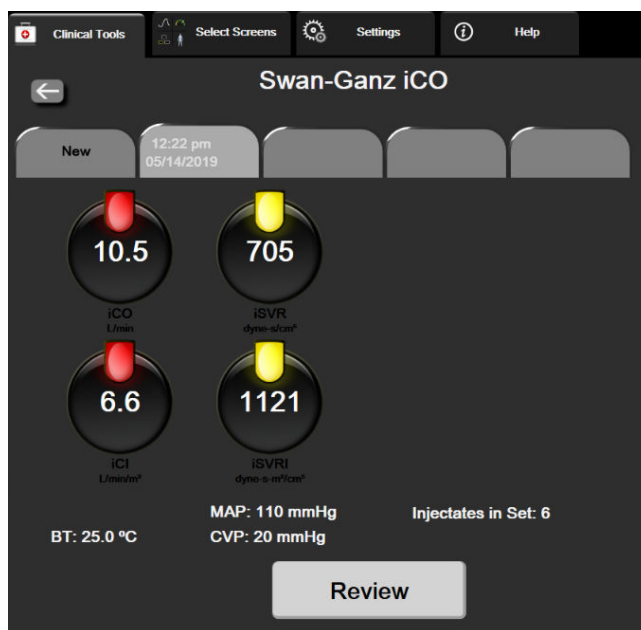 Clinical Tools
Select Screens
Settings
Help
Swan-Ganz iCO
New
12:22 pm
05/14/2019
10.5
iCO
L/min
705
iSVR
dyne-s/cm⁵
6.6
iCI
L/min/m²
1121
iSVRI
dyne-s-m²/cm⁵
MAP: 110 mmHg
Injectates in Set: 6
BT: 25.0 ºC
CVP: 20 mmHg
Review